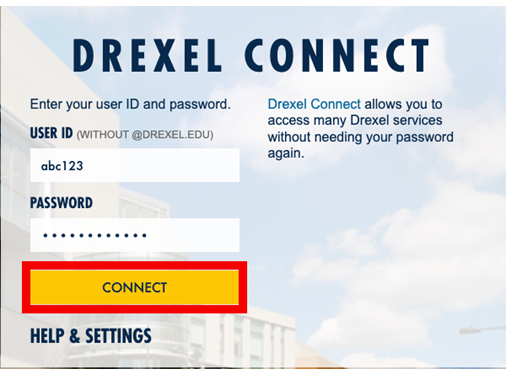 DREXEL CONNECT
Enter your user ID and password.
USER ID (WITHOUT @DREXEL.EDU)
abc123
PASSWORD
••••••••••••
CONNECT
HELP & SETTINGS
Drexel Connect allows you to
access many Drexel services
without needing your password
again.